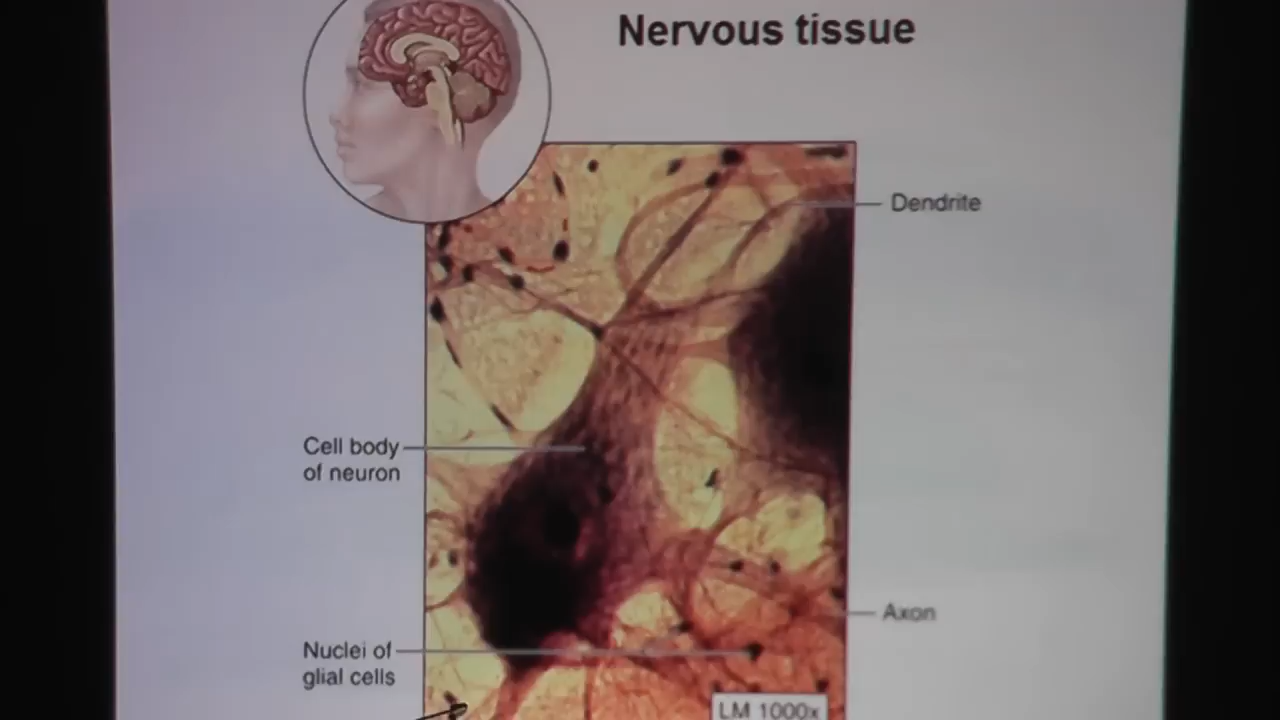 Nervous tissue
Dendrite
Cell body
of neuron
Axon
Nuclei of
glial cells
LM 1000x